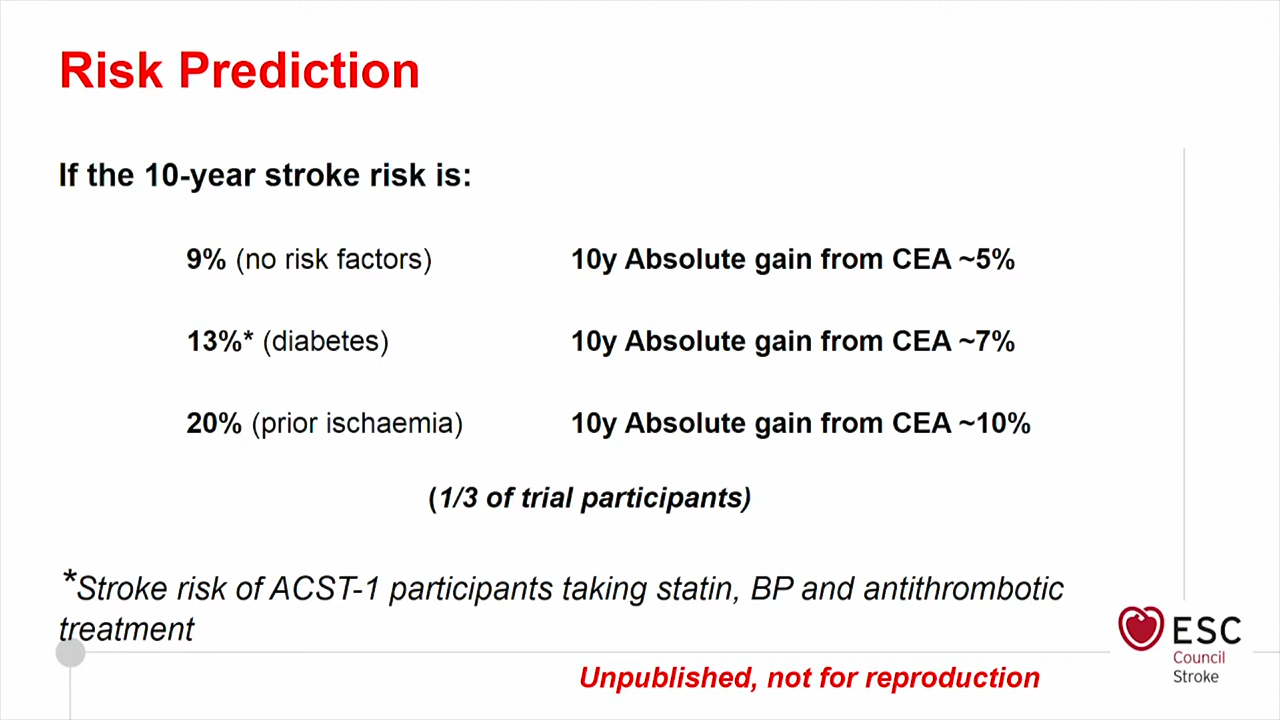 Risk Prediction
If the 10-year stroke risk is:
9% (no risk factors) 10y Absolute gain from CEA ~5%
13%* (diabetes) 10y Absolute gain from CEA ~7%
20% (prior ischaemia) 10y Absolute gain from CEA ~10%
(1/3 of trial participants)
*Stroke risk of ACST-1 participants taking statin, BP and antithrombotic
treatment
ESC
Council
Stroke
Unpublished, not for reproduction